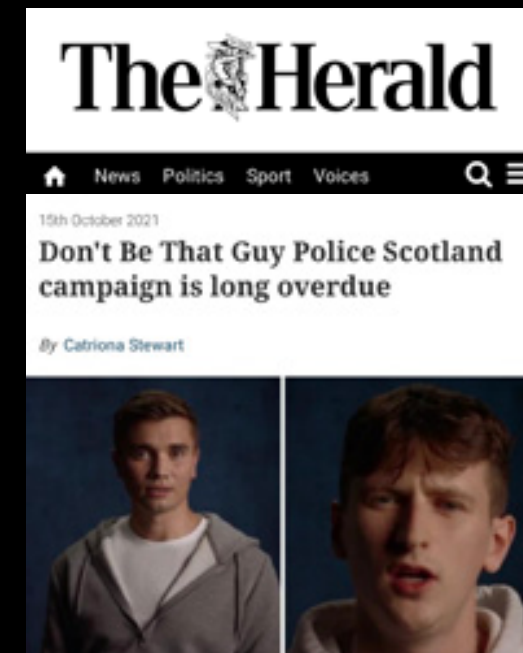 The Herald
News Politics Sport Voices
15th October 2021
Don't Be That Guy Police Scotland
campaign is long overdue
By Catriona Stewart